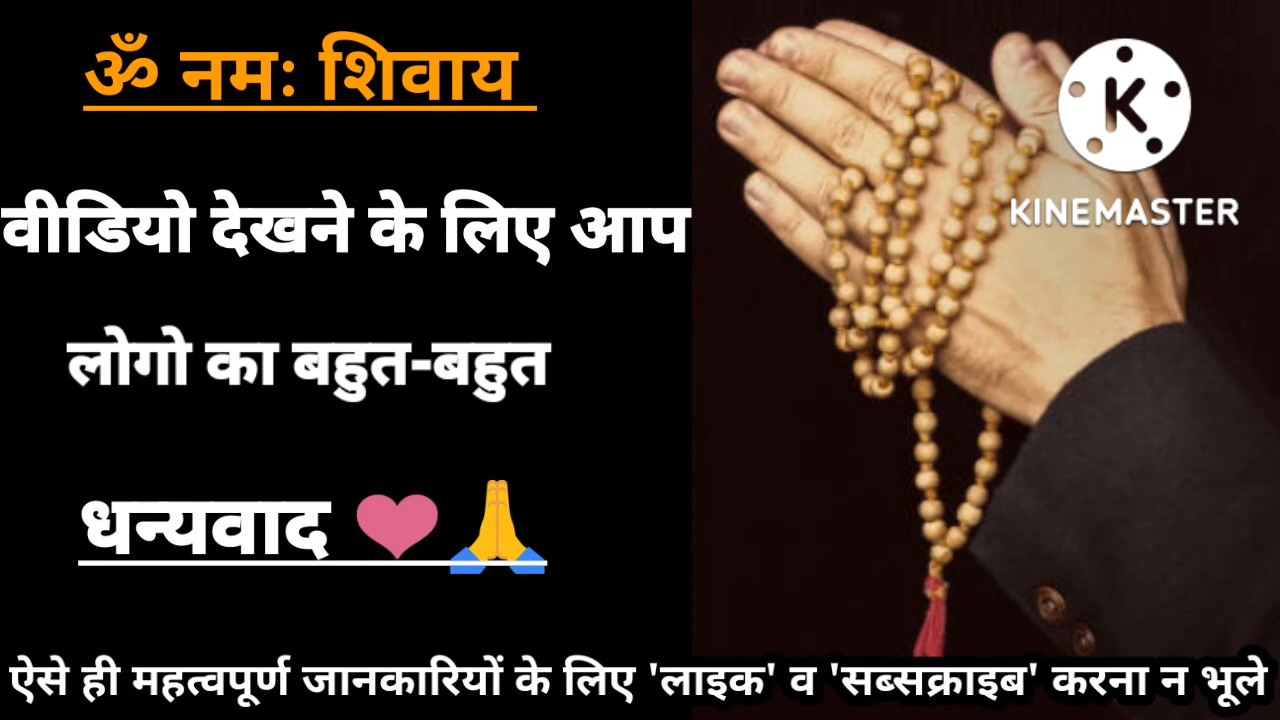 ॐ नमः शिवाय
वीडियो देखने के लिए आप
लोगो का बहुत-बहुत
धन्यवाद ❤🙏
K
KINEMASTER
ऐसे ही महत्वपूर्ण जानकारियों के लिए 'लाइक' व 'सब्सक्राइब' करना न भूले